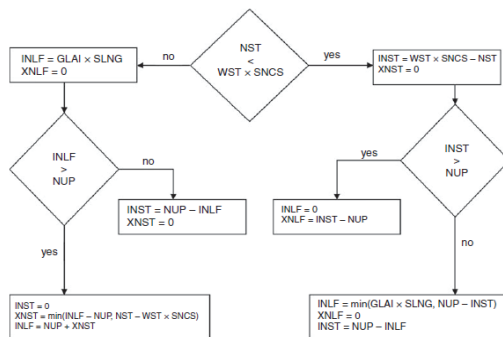 NST
<
WST × SNCS
no
yes
INLF = GLAI × SLNG
XNLF = 0
INST = WST × SNCS – NST
XNST = 0
INLF
>
NUP
no
yes
INST = NUP – INLF
XNST = 0
INST
>
NUP
yes
no
INLF = 0
XNLF = INST – NUP
INST = 0
XNST = min(INLF – NUP, NST – WST × SNCS)
INLF = NUP + XNST
INLF = min(GLAI × SLNG, NUP – INST)
XNLF = 0
INST = NUP – INLF